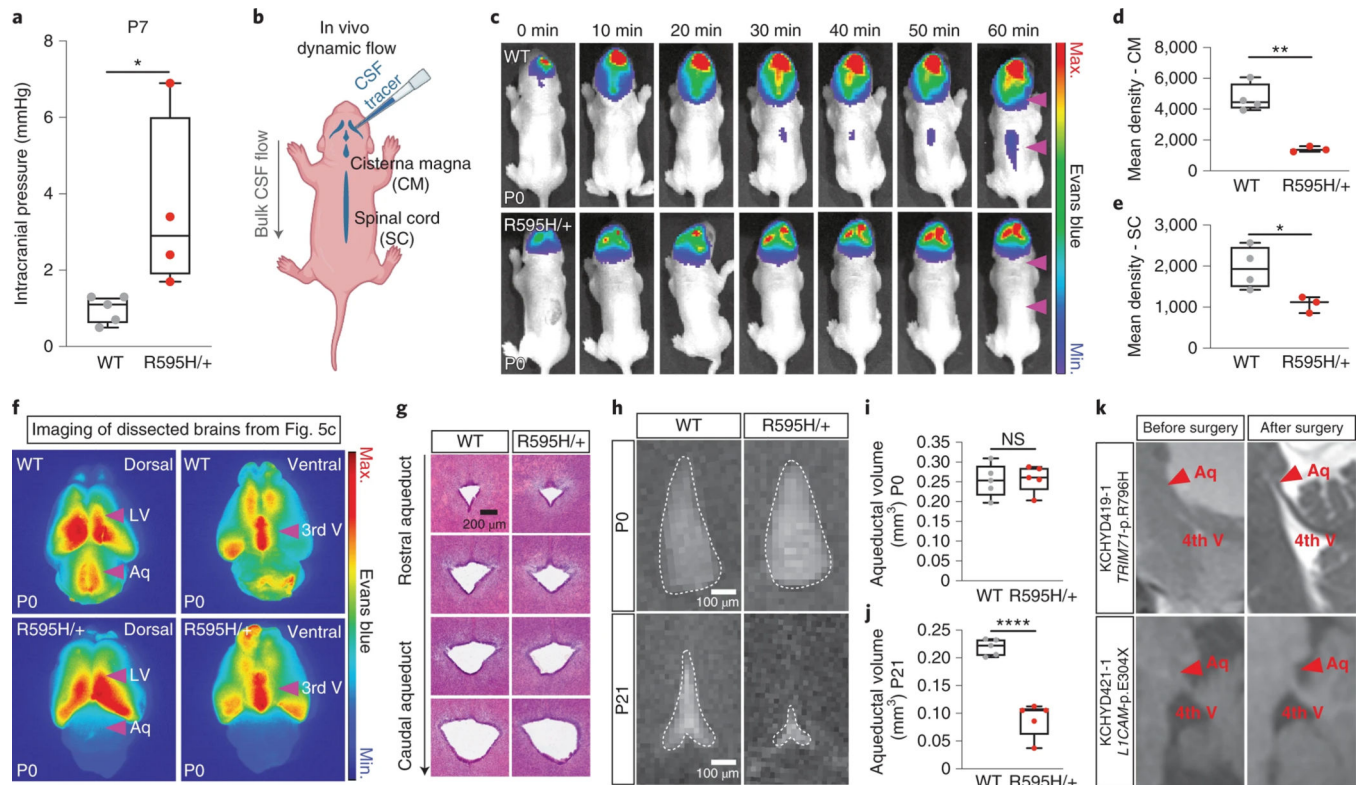 a
P7
*
Intracranial pressure (mmHg)
8
6
4
2
0
WT R595H/+
b
In vivo
dynamic flow
CSF
tracer
Bulk CSF flow
Cisterna magna
(CM)
Spinal cord
(SC)
c
0 min 10 min 20 min 30 min 40 min 50 min 60 min
WT
P0
R595H/+
P0
Max.
Evans blue
Min.
d
Mean density - CM
8,000
6,000
4,000
2,000
0
**
WT R595H/+
e
Mean density - SC
3,000
2,000
1,000
0
*
WT R595H/+
f
Imaging of dissected brains from Fig. 5c
WT Dorsal
LV
Aq
P0
WT Ventral
3rd V
P0
R595H/+ Dorsal
LV
Aq
P0
R595H/+ Ventral
3rd V
P0
Max.
Evans blue
Min.
g
WT R595H/+
Rostral aqueduct
Caudal aqueduct
200 µm
h
WT R595H/+
P0
100 µm
P21
100 µm
i
Aqueductal volume
(mm³) P0
0.35
0.30
0.25
0.20
0.15
0.10
0.05
0
NS
WT R595H/+
j
Aqueductal volume
(mm³) P21
0.25
0.20
0.15
0.10
0.05
0
****
WT R595H/+
k
Before surgery After surgery
KCHYD419-1
TRIM71-p.R796H
Aq
4th V
Aq
4th V
KCHYD421-1
L1CAM-p.E304X
Aq
4th V
Aq
4th V